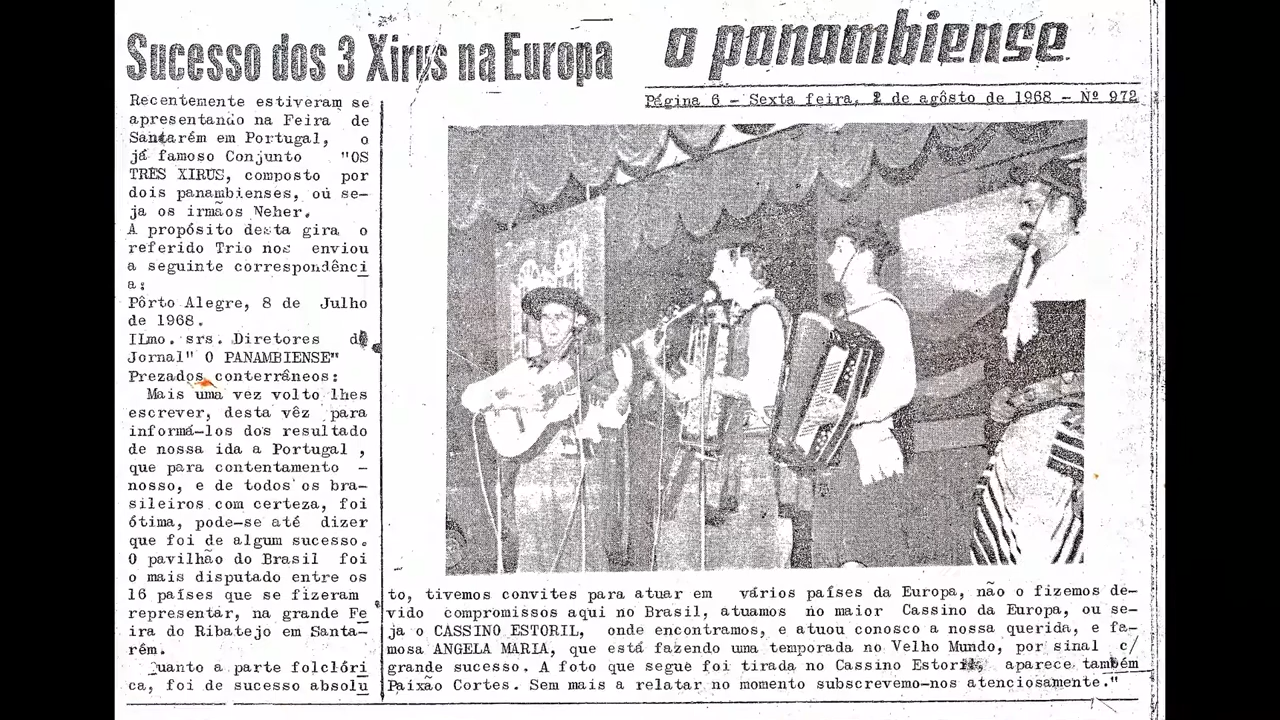 Sucesso dos 3 Xirus na Europa
o panambiense
Página 6 - Sexta feira, 2 de agôsto de 1968 - Nº 972
Recentemente estiveram se
apresentando na Feira de
Santarém em Portugal, o
já famoso Conjunto "OS
TRES XIRUS, composto por
dois panambienses, ou se-
ja os irmãos Neher.
A propósito desta gira o
referido Trio nos enviou
a seguinte correspondênci
a:
Pôrto Alegre, 8 de Julho
de 1968.
ILmo. srs. Diretores do
Jornal" O PANAMBIENSE"
Prezados conterrâneos:
Mais uma vez volto lhes
escrever, desta vêz para
informá-los dos resultado
de nossa ida a Portugal ,
que para contentamento -
nosso, e de todos os bra-
sileiros com certeza, foi
ótima, pode-se até dizer
que foi de algum sucesso.
O pavilhão do Brasil foi
o mais disputado entre os
16 países que se fizeram
representar, na grande Fe
ira do Ribatejo em Santa-
rém.
Quanto a parte folclóri
ca, foi de sucesso absolu
to, tivemos convites para atuar em vários países da Europa, não o fizemos de-
vido compromissos aqui no Brasil, atuamos no maior Cassino da Europa, ou se-
ja o CASSINO ESTORIL, onde encontramos, e atuou conosco a nossa querida, e fa-
mosa ANGELA MARIA, que está fazendo uma temporada no Velho Mundo, por sinal c/
grande sucesso. A foto que segue foi tirada no Cassino Estoril, aparece também
Paixão Cortes. Sem mais a relatar no momento subscrevemo-nos atenciosamente."